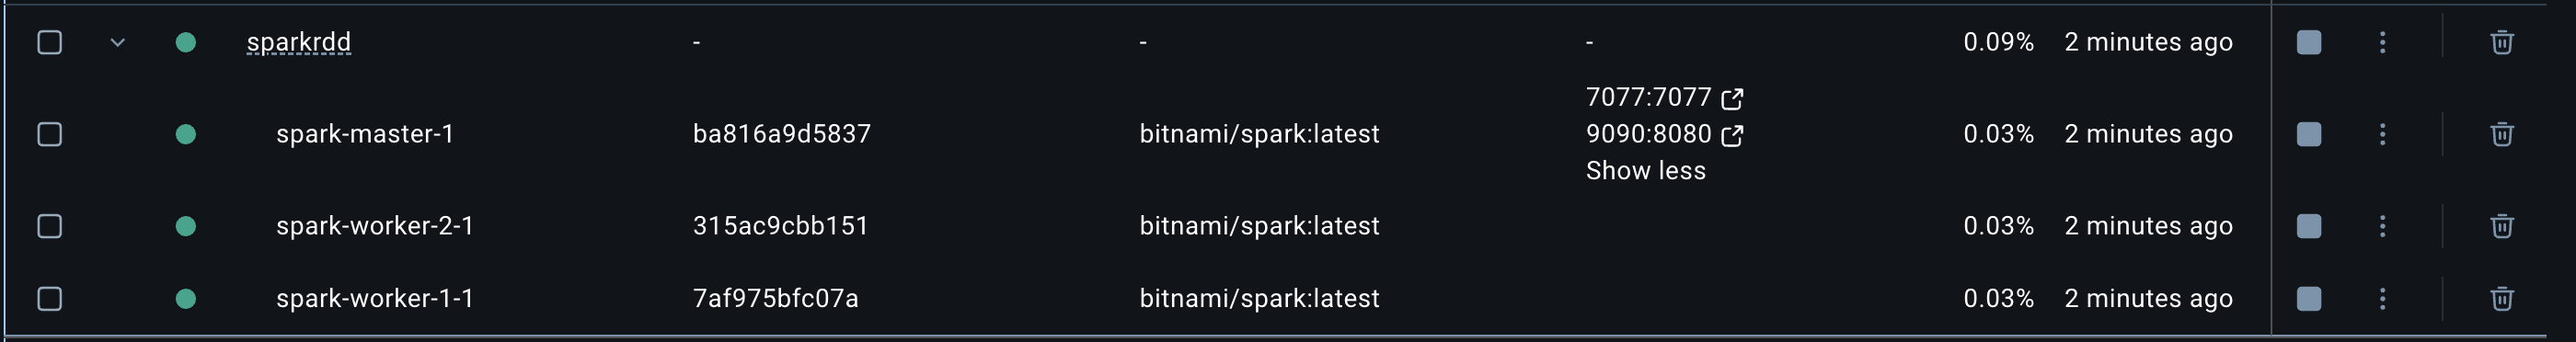 sparkrdd - - - 0.09% 2 minutes ago
7077:7077
spark-master-1 ba816a9d5837 bitnami/spark:latest 9090:8080 0.03% 2 minutes ago
Show less
spark-worker-2-1 315ac9cbb151 bitnami/spark:latest 0.03% 2 minutes ago
spark-worker-1-1 7af975bfc07a bitnami/spark:latest 0.03% 2 minutes ago